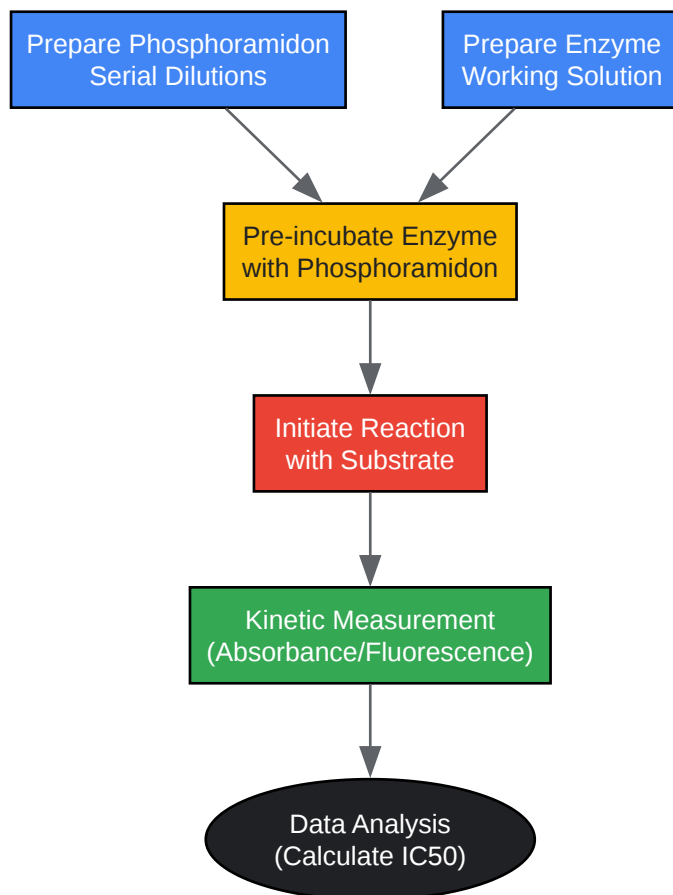 Prepare Phosphoramidon
Serial Dilutions
Prepare Enzyme
Working Solution
Pre-incubate Enzyme
with Phosphoramidon
Initiate Reaction
with Substrate
Kinetic Measurement
(Absorbance/Fluorescence)
Data Analysis
(Calculate IC50)